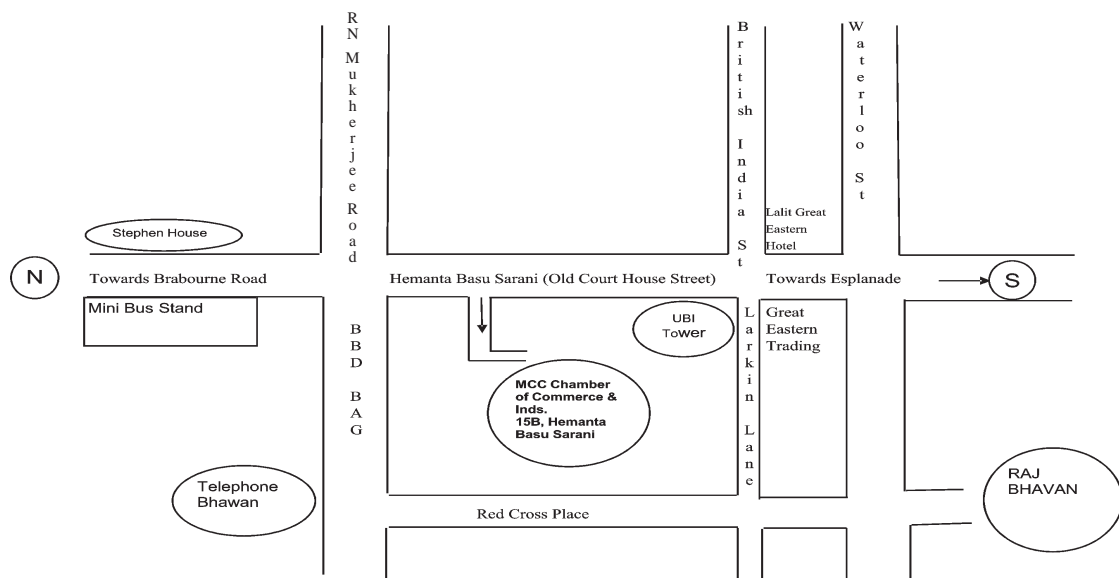 RN Mukherjee Road
British India St
Waterloo St
Stephen House
Lalit Great
Eastern
Hotel
N
Towards Brabourne Road
Hemanta Basu Sarani (Old Court House Street)
Towards Esplanade
S
Mini Bus Stand
BBD BAG
UBI
Tower
Larkin Lane
Great
Eastern
Trading
MCC Chamber
of Commerce &
Inds.
15B, Hemanta
Basu Sarani
Telephone
Bhawan
RAJ
BHAVAN
Red Cross Place